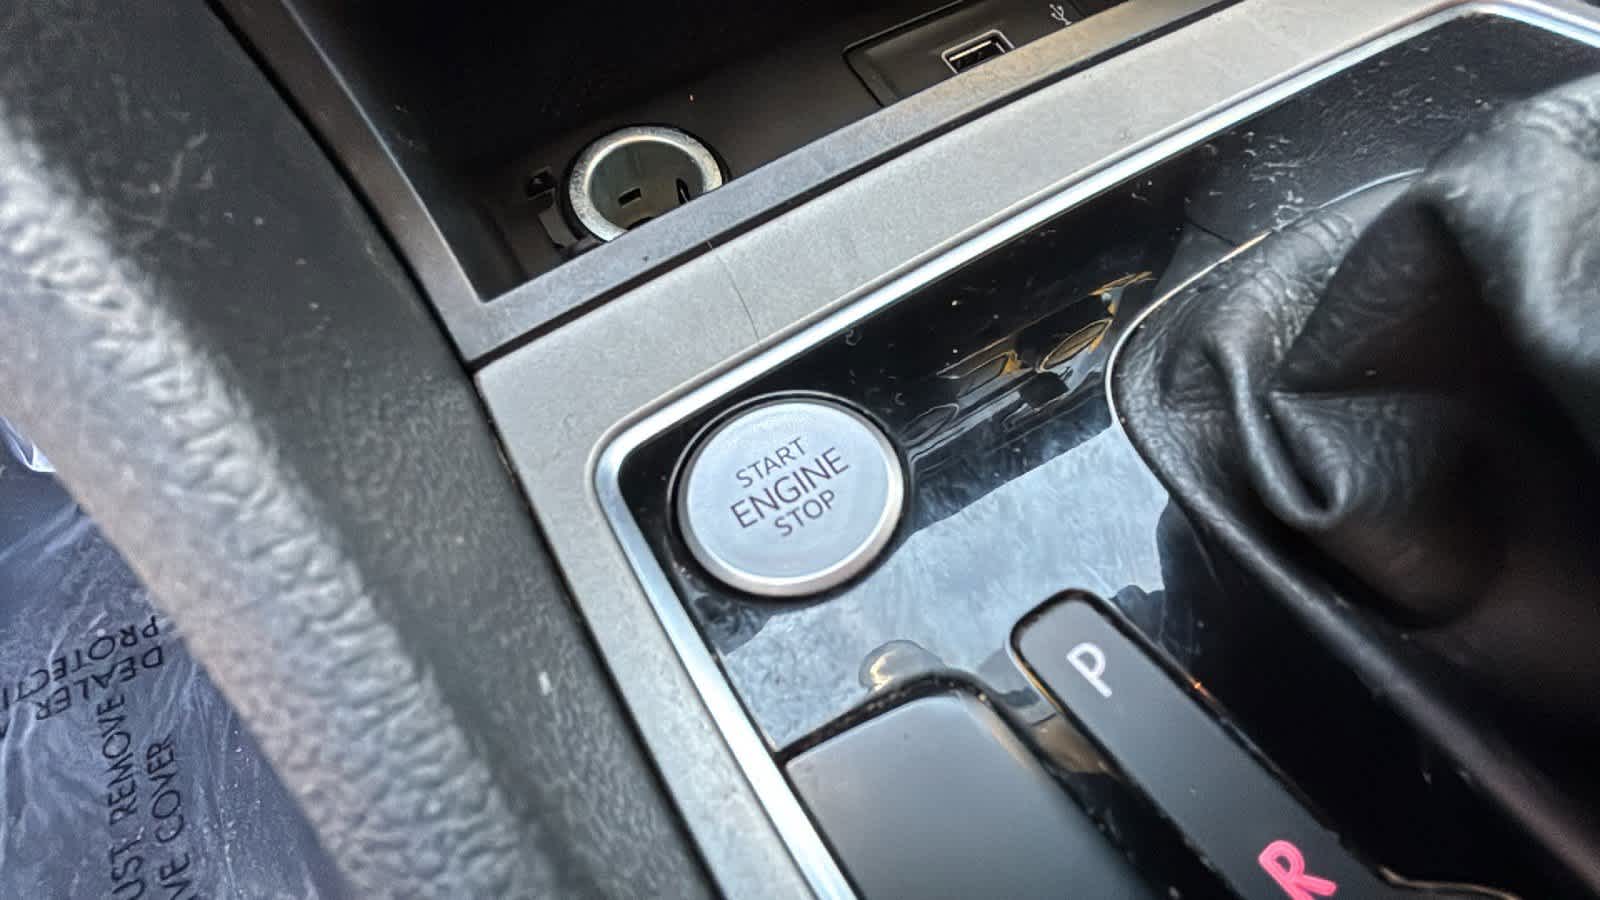 START
ENGINE
STOP
P
R
DEALER
PROTECTI
UST REMOVE
VE COVER